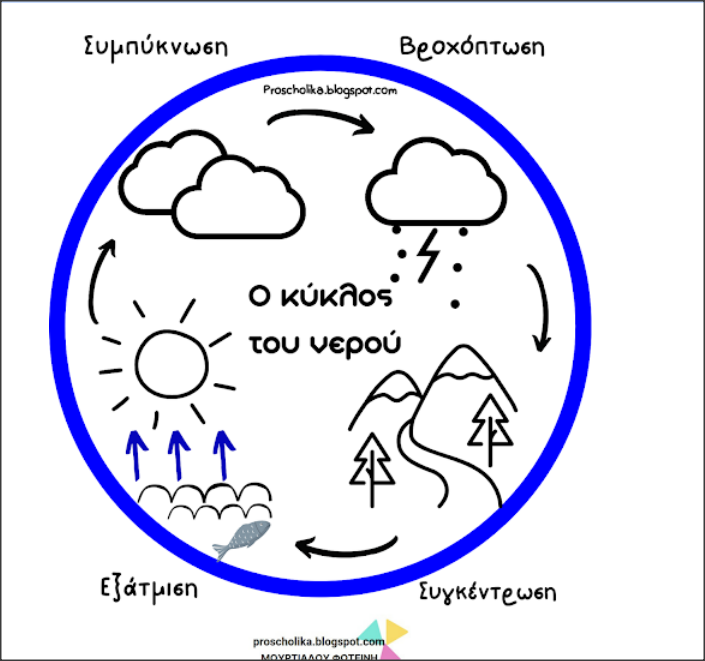 Συμπύκνωση
Βροχόπτωση
Proscholika.blogspot.com
Ο κύκλος
του νερού
Εξάτμιση
Συγκέντρωση
proscholika.blogspot.com
ΜΟΥΡΤΙΑΔΟΥ ΦΩΤΕΙΝΗ